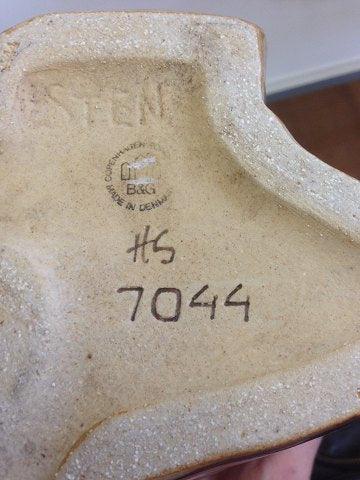 STEN
COPENHAGEN
B&G
MADE IN DENMARK
HS
7044